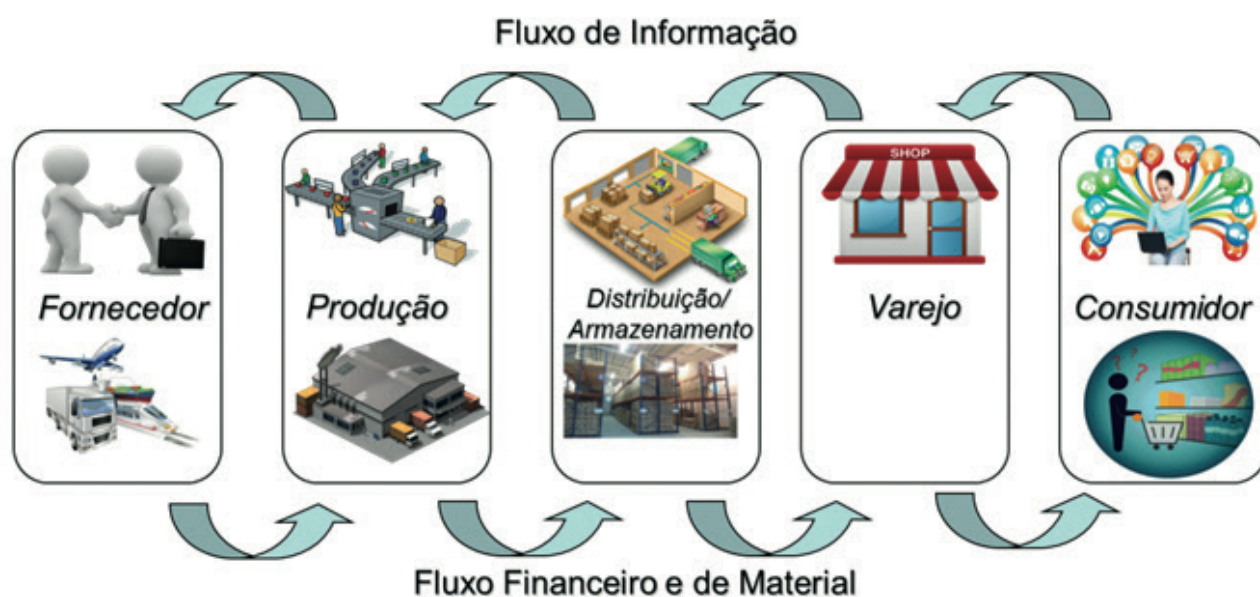 Fluxo de Informação
SHOP
Fornecedor
Produção
Distribuição/
Armazenamento
Varejo
Consumidor
? ?
Fluxo Financeiro e de Material